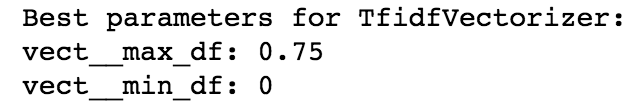 Best parameters for TfidfVectorizer:
vect__max_df: 0.75
vect__min_df: 0